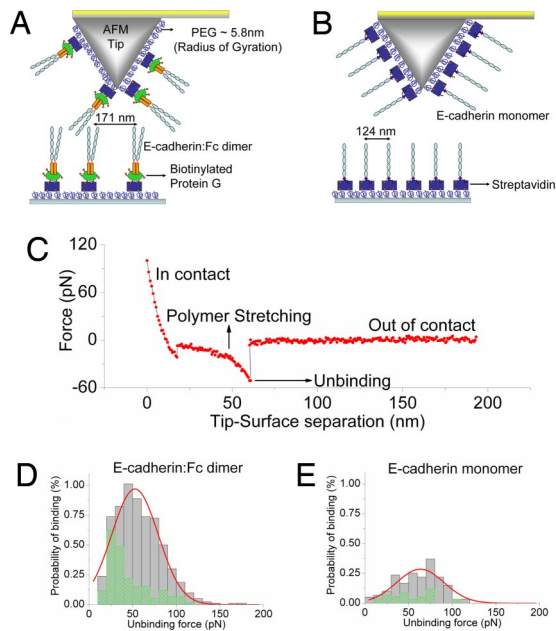 A
AFM
Tip
PEG ~ 5.8nm
(Radius of Gyration)
171 nm
E-cadherin:Fc dimer
Biotinylated
Protein G
B
E-cadherin monomer
124 nm
Streptavidin
C
Force (pN)
120
60
0
-60
In contact
Polymer Stretching
Out of contact
Unbinding
0
50
100
150
200
Tip-Surface separation (nm)
D
E-cadherin:Fc dimer
Probability of binding (%)
1.00
0.75
0.50
0.25
0.00
0
50
100
150
200
Unbinding force (pN)
E
E-cadherin monomer
Probability of binding (%)
1.00
0.75
0.50
0.25
0.00
0
50
100
150
200
Unbinding force (pN)